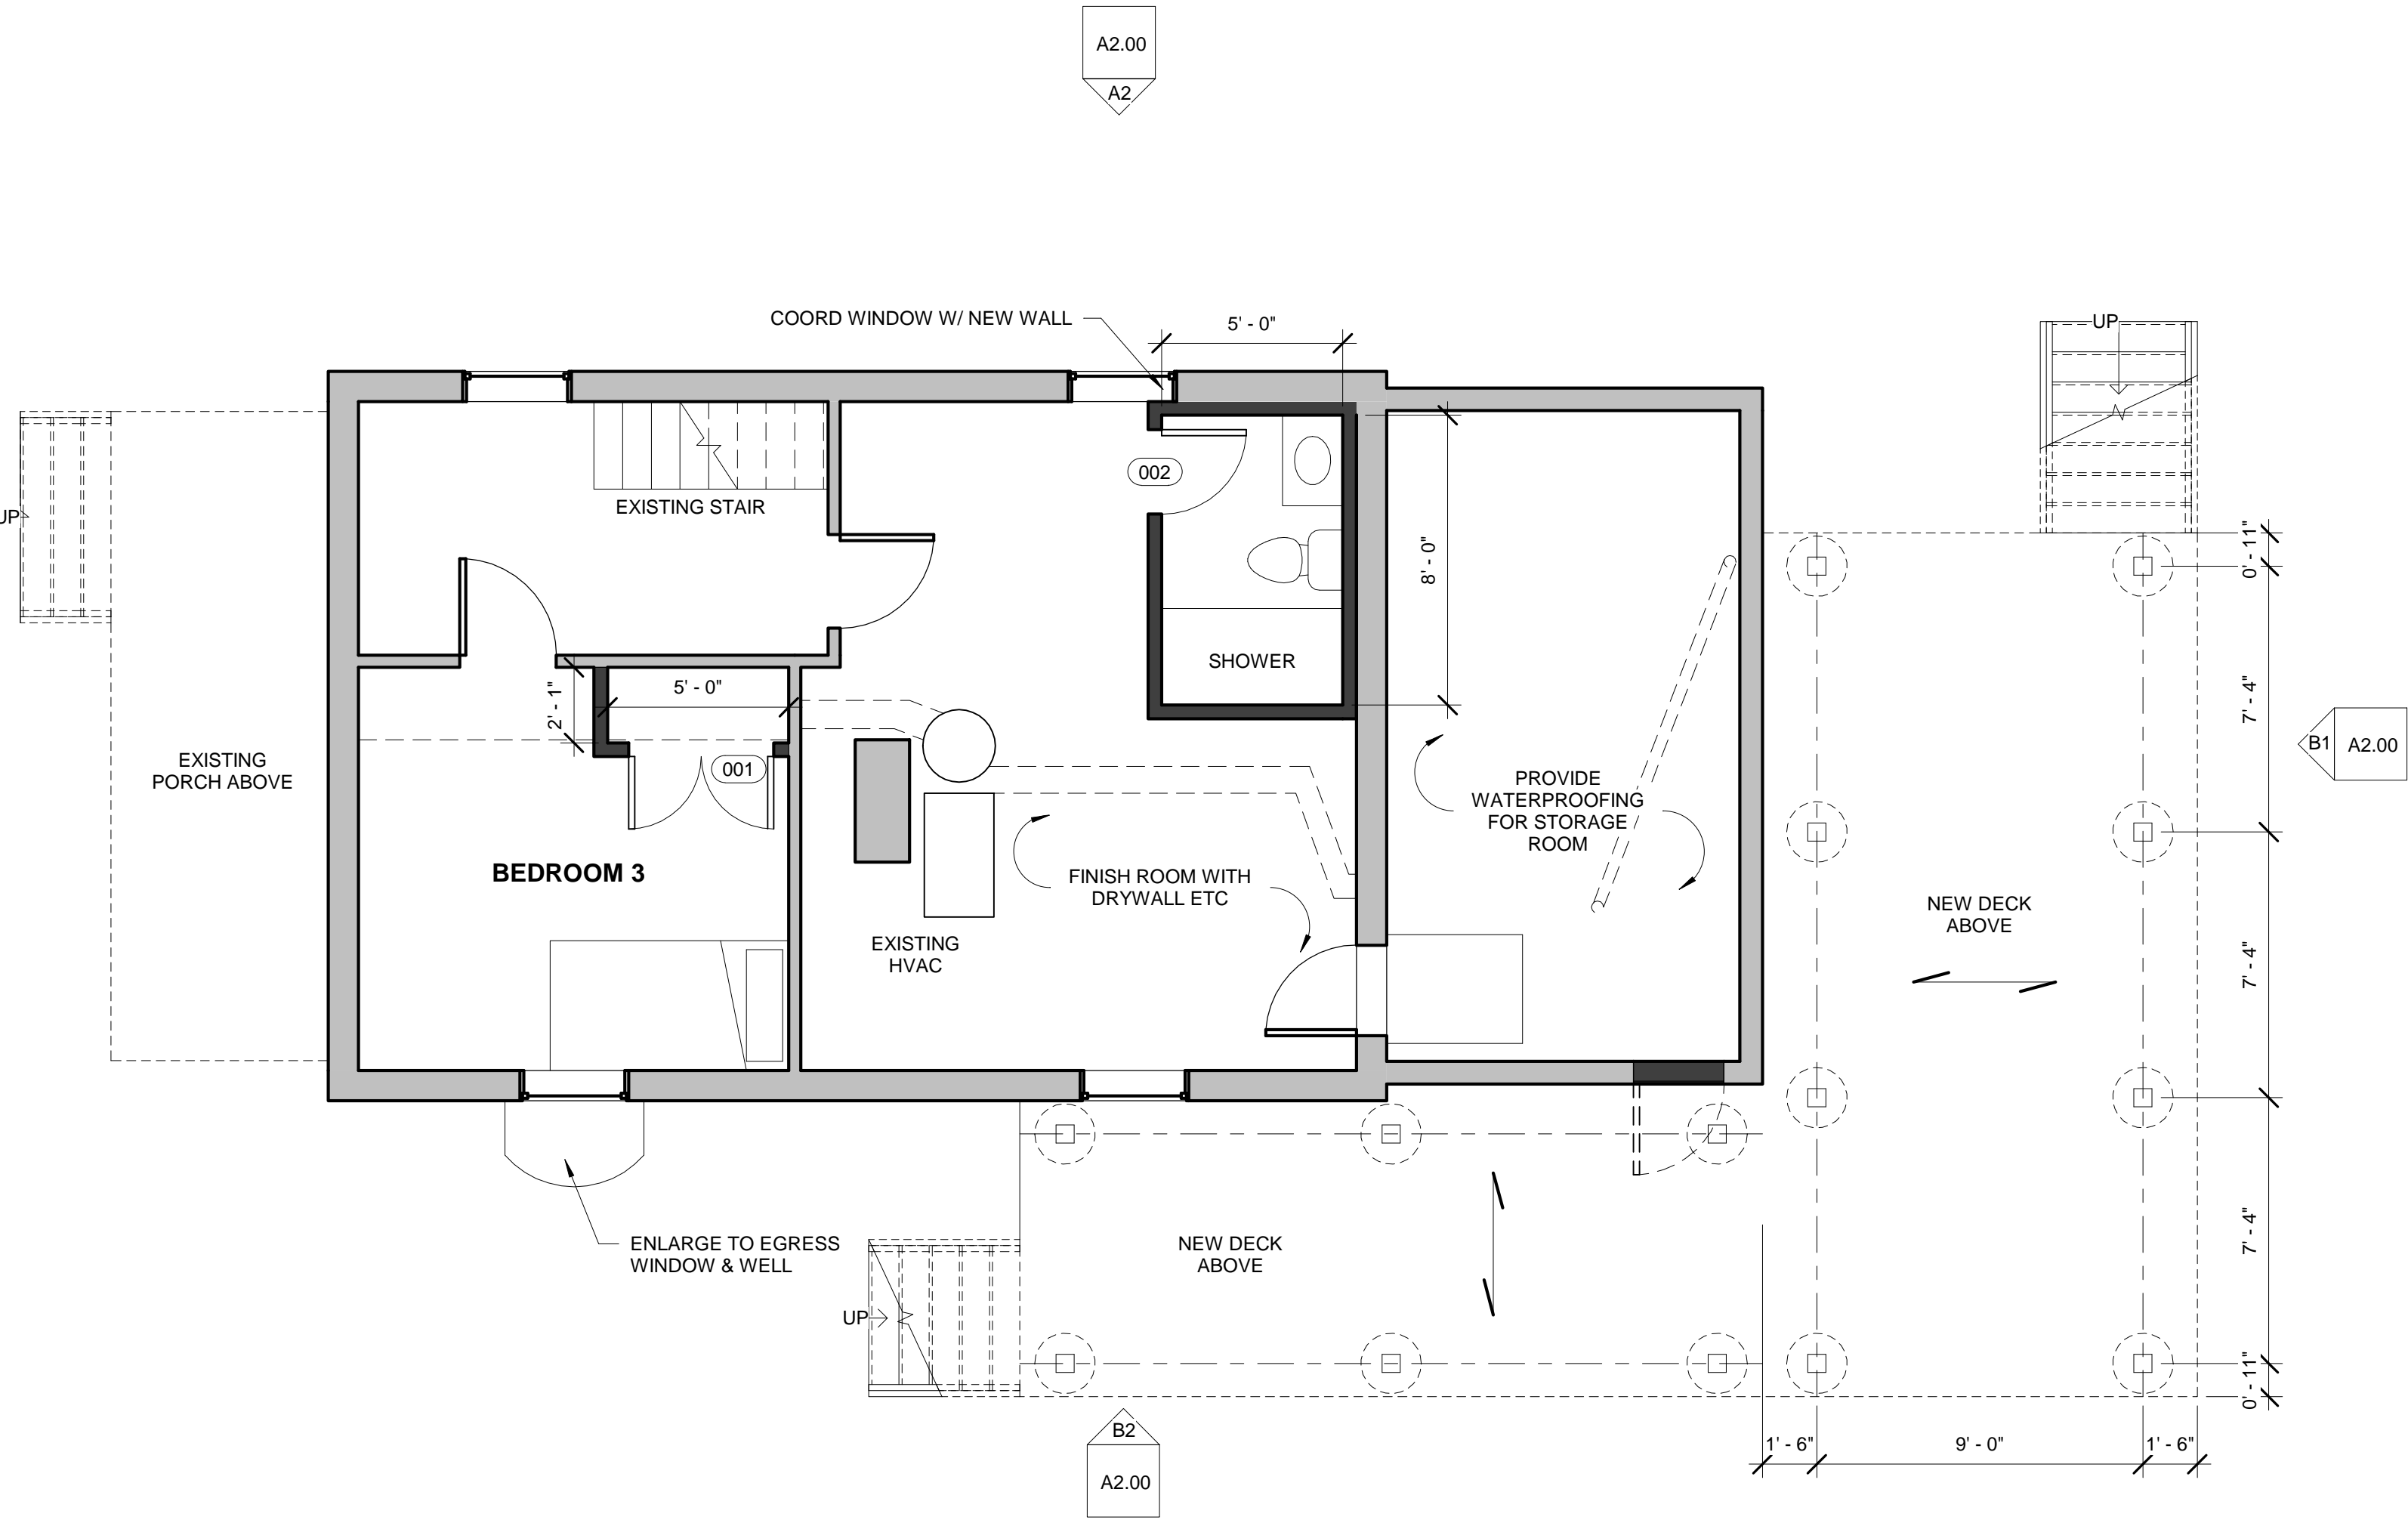 A2.00
A2
COORD WINDOW W/ NEW WALL
5' - 0"
UP
002
UP
EXISTING STAIR
0' - 11"
8' - 0"
SHOWER
5' - 0"
2' - 1"
7' - 4"
EXISTING
PORCH ABOVE
001
B1
A2.00
PROVIDE
WATERPROOFING
FOR STORAGE
ROOM
BEDROOM 3
FINISH ROOM WITH
DRYWALL ETC
NEW DECK
ABOVE
EXISTING
HVAC
7' - 4"
ENLARGE TO EGRESS
WINDOW & WELL
NEW DECK
ABOVE
7' - 4"
UP
0' - 11"
B2
A2.00
1' - 6"
9' - 0"
1' - 6"